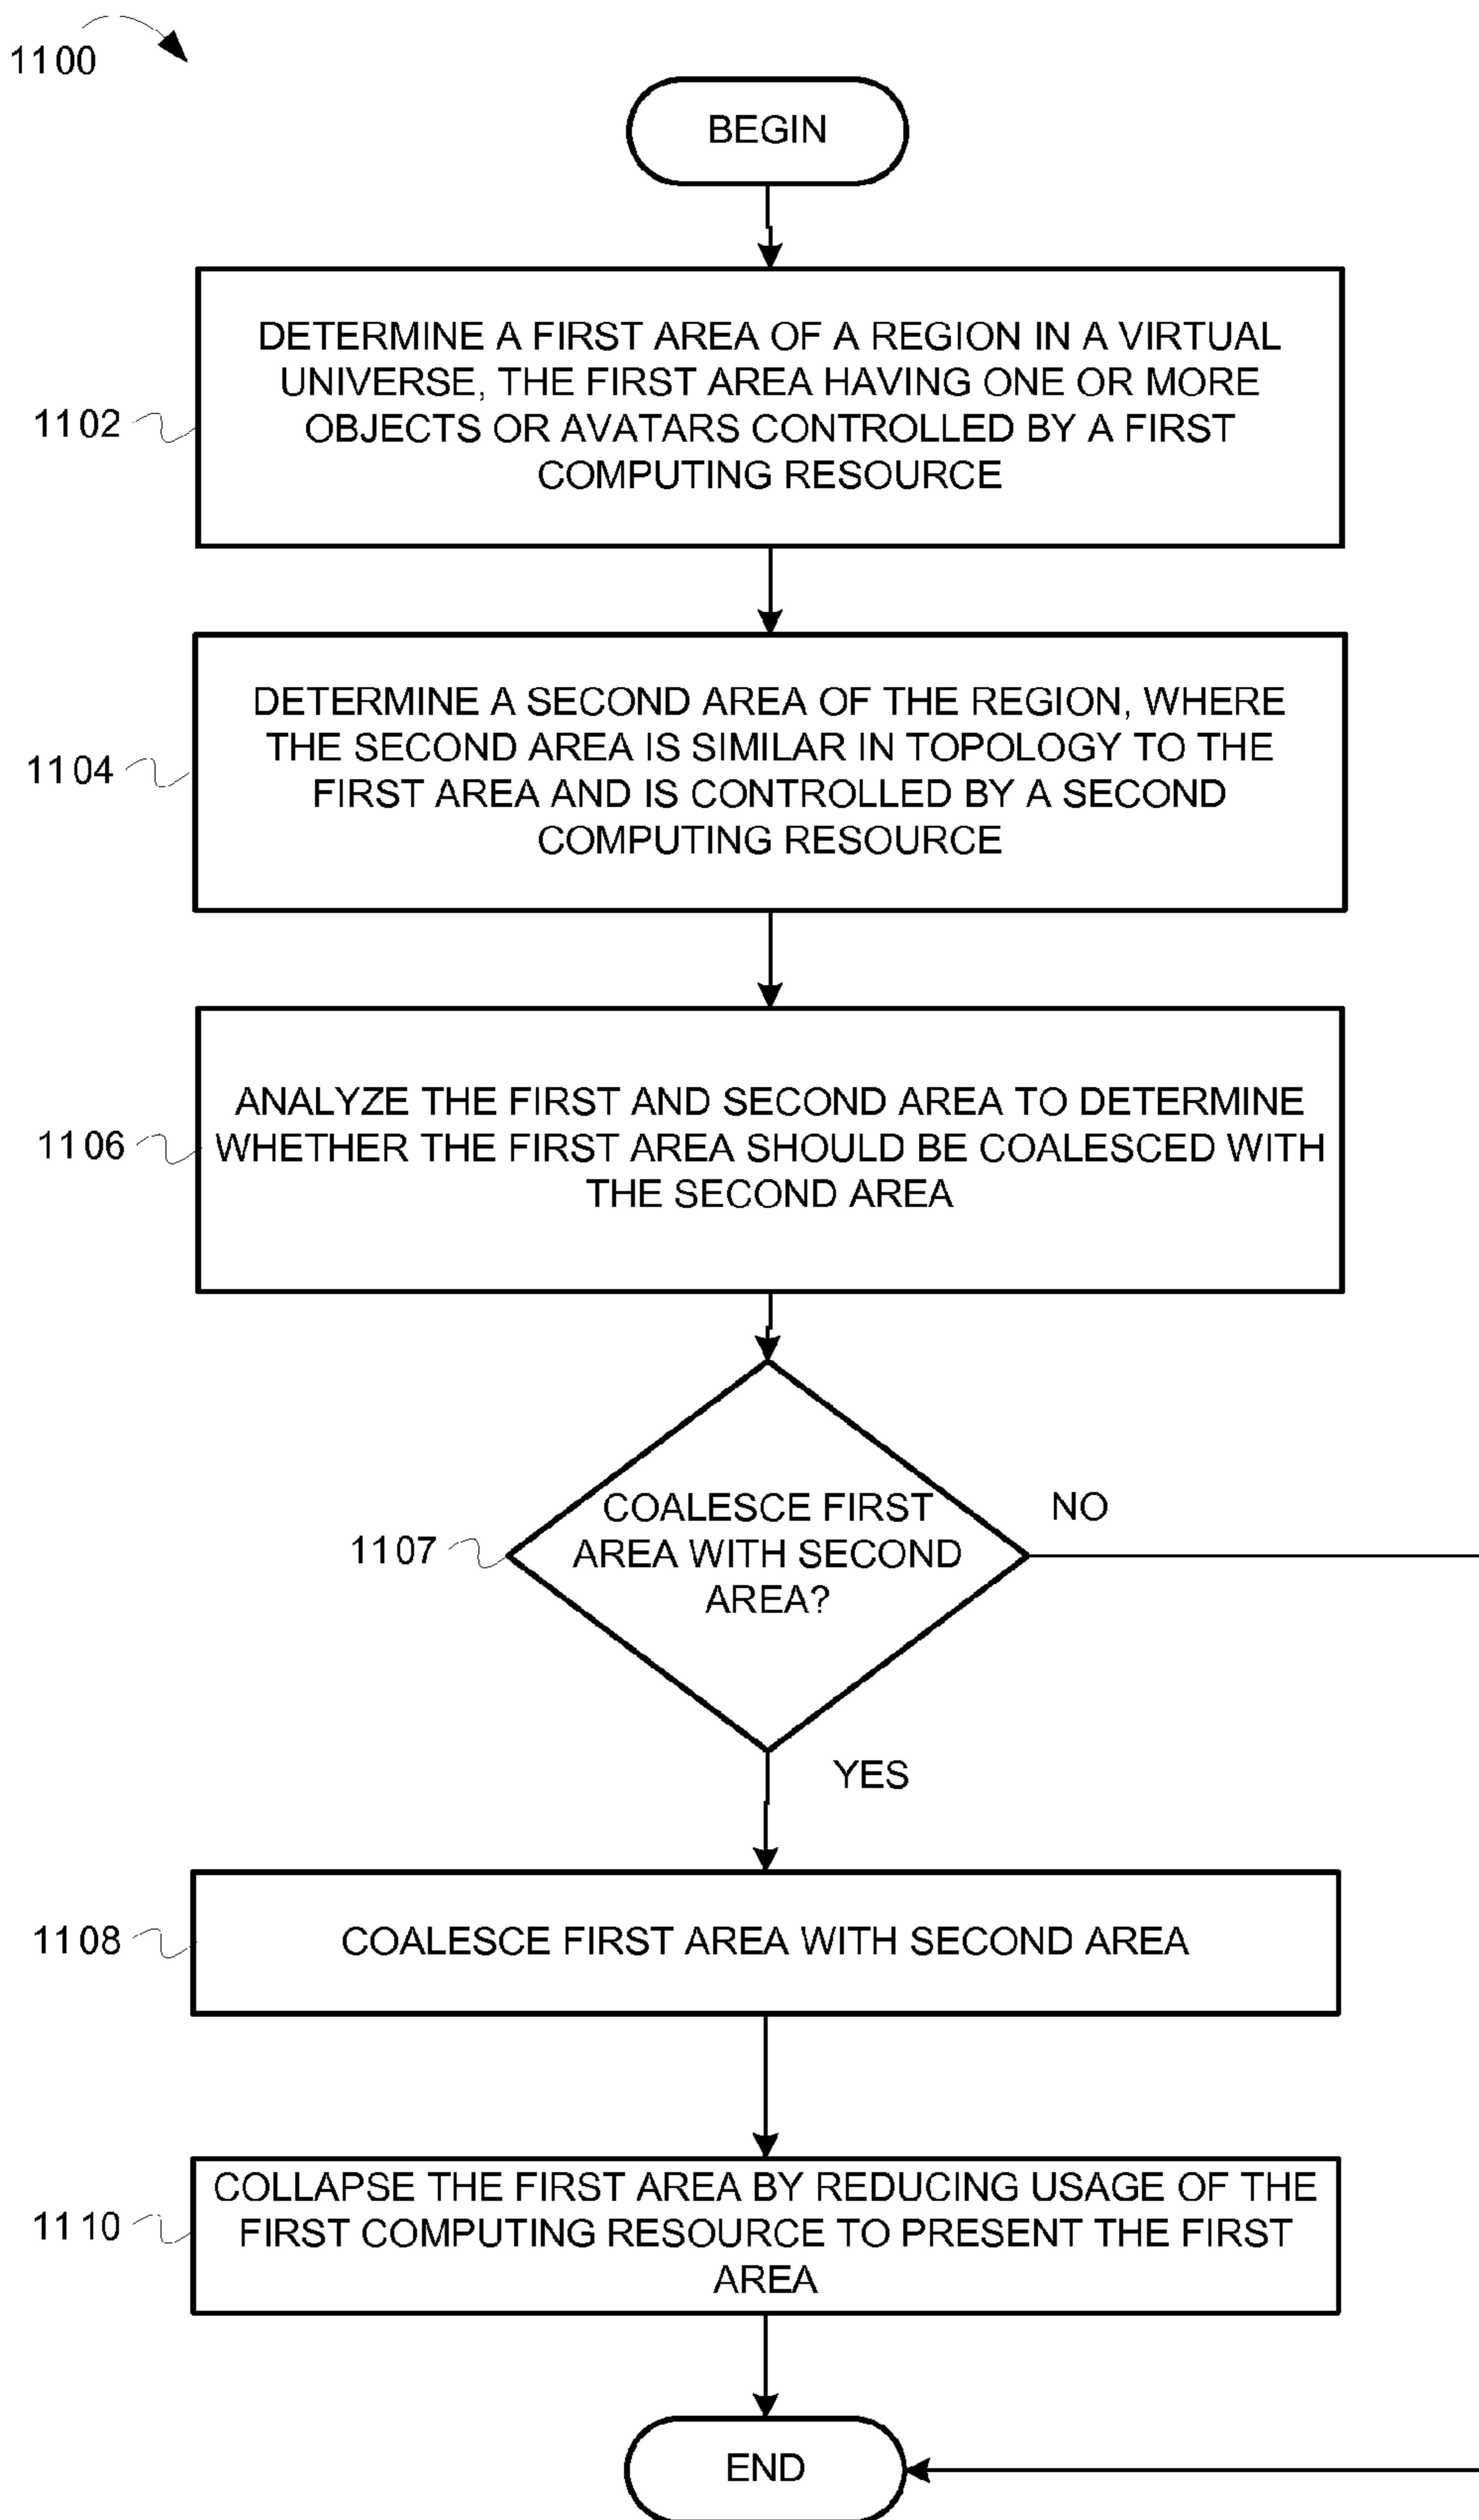 1100
BEGIN
DETERMINE A FIRST AREA OF A REGION IN A VIRTUAL
UNIVERSE, THE FIRST AREA HAVING ONE OR MORE
OBJECTS OR AVATARS CONTROLLED BY A FIRST
COMPUTING RESOURCE
1102
DETERMINE A SECOND AREA OF THE REGION, WHERE
THE SECOND AREA IS SIMILAR IN TOPOLOGY TO THE
FIRST AREA AND IS CONTROLLED BY A SECOND
COMPUTING RESOURCE
1104
ANALYZE THE FIRST AND SECOND AREA TO DETERMINE
WHETHER THE FIRST AREA SHOULD BE COALESCED WITH
THE SECOND AREA
1106
COALESCE FIRST
AREA WITH SECOND
AREA?
1107
NO
YES
COALESCE FIRST AREA WITH SECOND AREA
1108
COLLAPSE THE FIRST AREA BY REDUCING USAGE OF THE
FIRST COMPUTING RESOURCE TO PRESENT THE FIRST
AREA
1110
END